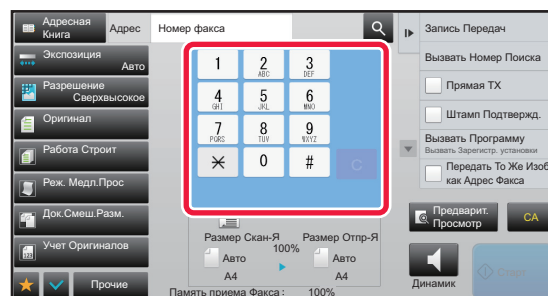 Адресная
Книга
Адрес
Номер факса
Экспозиция
Авто
Разрешение
Сверхвысокое
Оригинал
Работа Строит
Реж. Медл.Прос
Док.Смеш.Разм.
Учет Оригиналов
Прочие
1
2
ABC
3
DEF
4
GHI
5
JKL
6
MNO
7
PQRS
8
TUV
9
WXYZ
0
#
C
Размер Скан-Я
100%
Размер Отпр-Я
Авто
A4
Авто
A4
Память приема Факса: 100%
Запись Передач
Вызвать Номер Поиска
Прямая TX
Штамп Подтвержд.
Вызвать Программу
Вызвать Зарегистр. установки
Передать То Же Изоб
как Адрес Факса
Предварит.
Просмотр
CA
Динамик
Старт